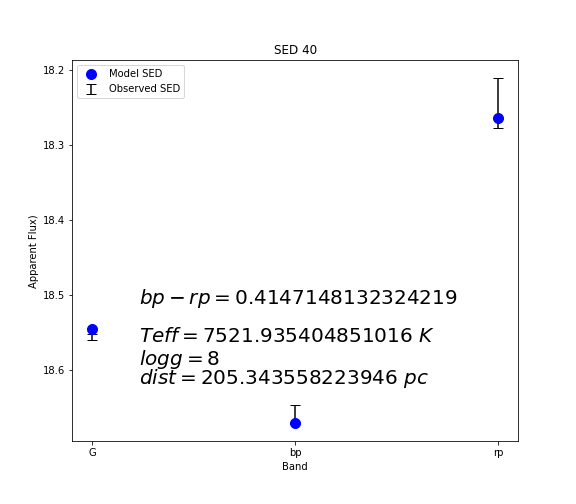 SED 40
Model SED
Observed SED
18.2
18.3
18.4
18.5
18.6
Apparent Flux)
bp − rp = 0.4147148132324219
Teff = 7521.935404851016 K
logg = 8
dist = 205.343558223946 pc
G
bp
rp
Band